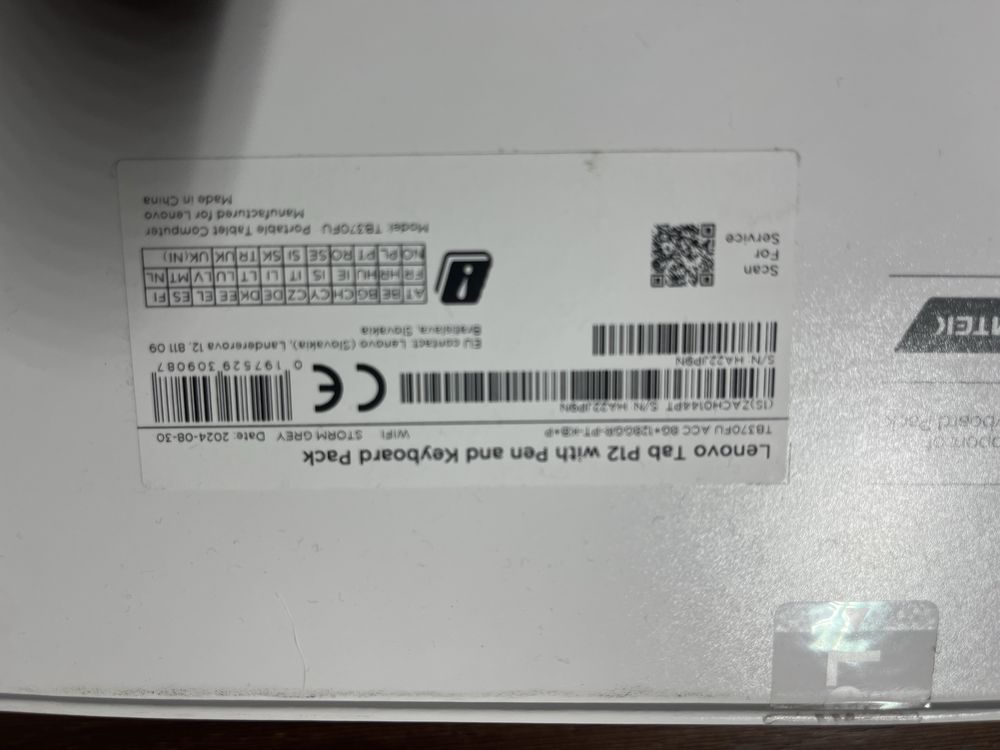 Lenovo Tab P12 with Pen and Keyboard Pack
TB370FU ACC 8G+128GGR-PT-KB+P WIFI STORM GREY Date: 2024-08-30
(1S)ZACH0144PT S/N HA22JP9N
S/N: HA22JP9N
CE
0 197529 309087
EU contact: Lenovo (Slovakia), Landererova 12, 811 09
Bratislava, Slovakia
AT BE BG CH CY CZ DE DK EE EL ES FI
FR HR HU IE IS IT LI LT LU LV MT NL
NO PL PT RO SE SI SK TR UK UK(NI)
Scan
For
Service
Model: TB370FU Portable Tablet Computer
Manufactured for Lenovo
Made in China
board Pack